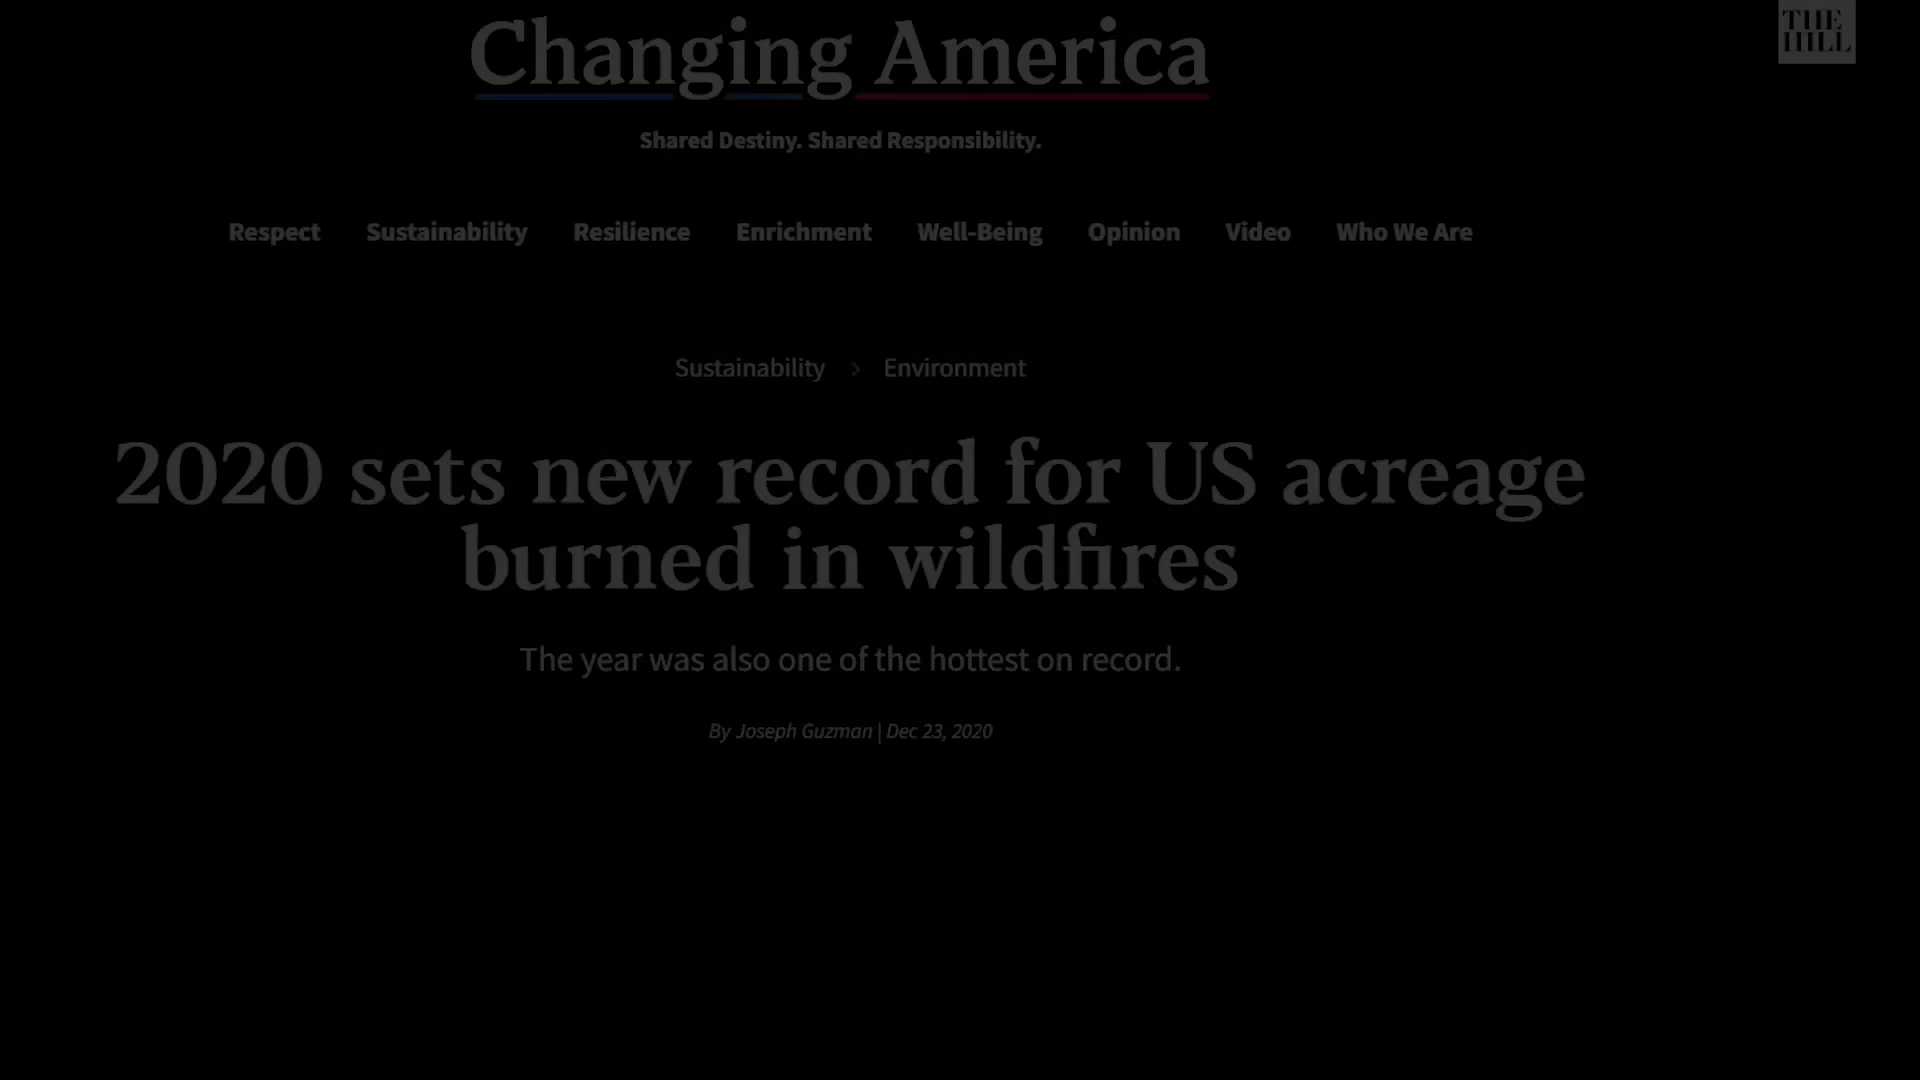 Changing America
THE
HILL
Shared Destiny. Shared Responsibility.
Respect Sustainability Resilience Enrichment Well-Being Opinion Video Who We Are
Sustainability > Environment
2020 sets new record for US acreage
burned in wildfires
The year was also one of the hottest on record.
By Joseph Guzman | Dec 23, 2020